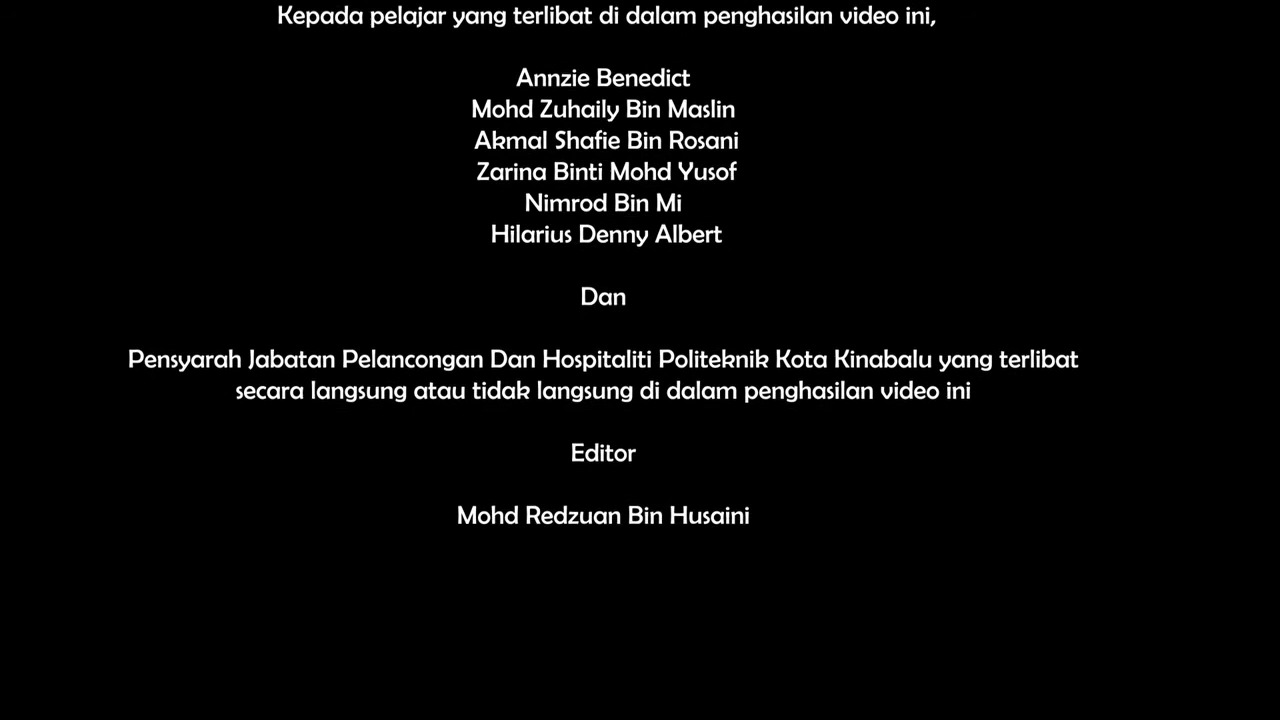 Kepada pelajar yang terlibat di dalam penghasilan video ini,
Annzie Benedict
Mohd Zuhaily Bin Maslin
Akmal Shafie Bin Rosani
Zarina Binti Mohd Yusof
Nimrod Bin Mi
Hilarius Denny Albert
Dan
Pensyarah Jabatan Pelancongan Dan Hospitaliti Politeknik Kota Kinabalu yang terlibat
secara langsung atau tidak langsung di dalam penghasilan video ini
Editor
Mohd Redzuan Bin Husaini